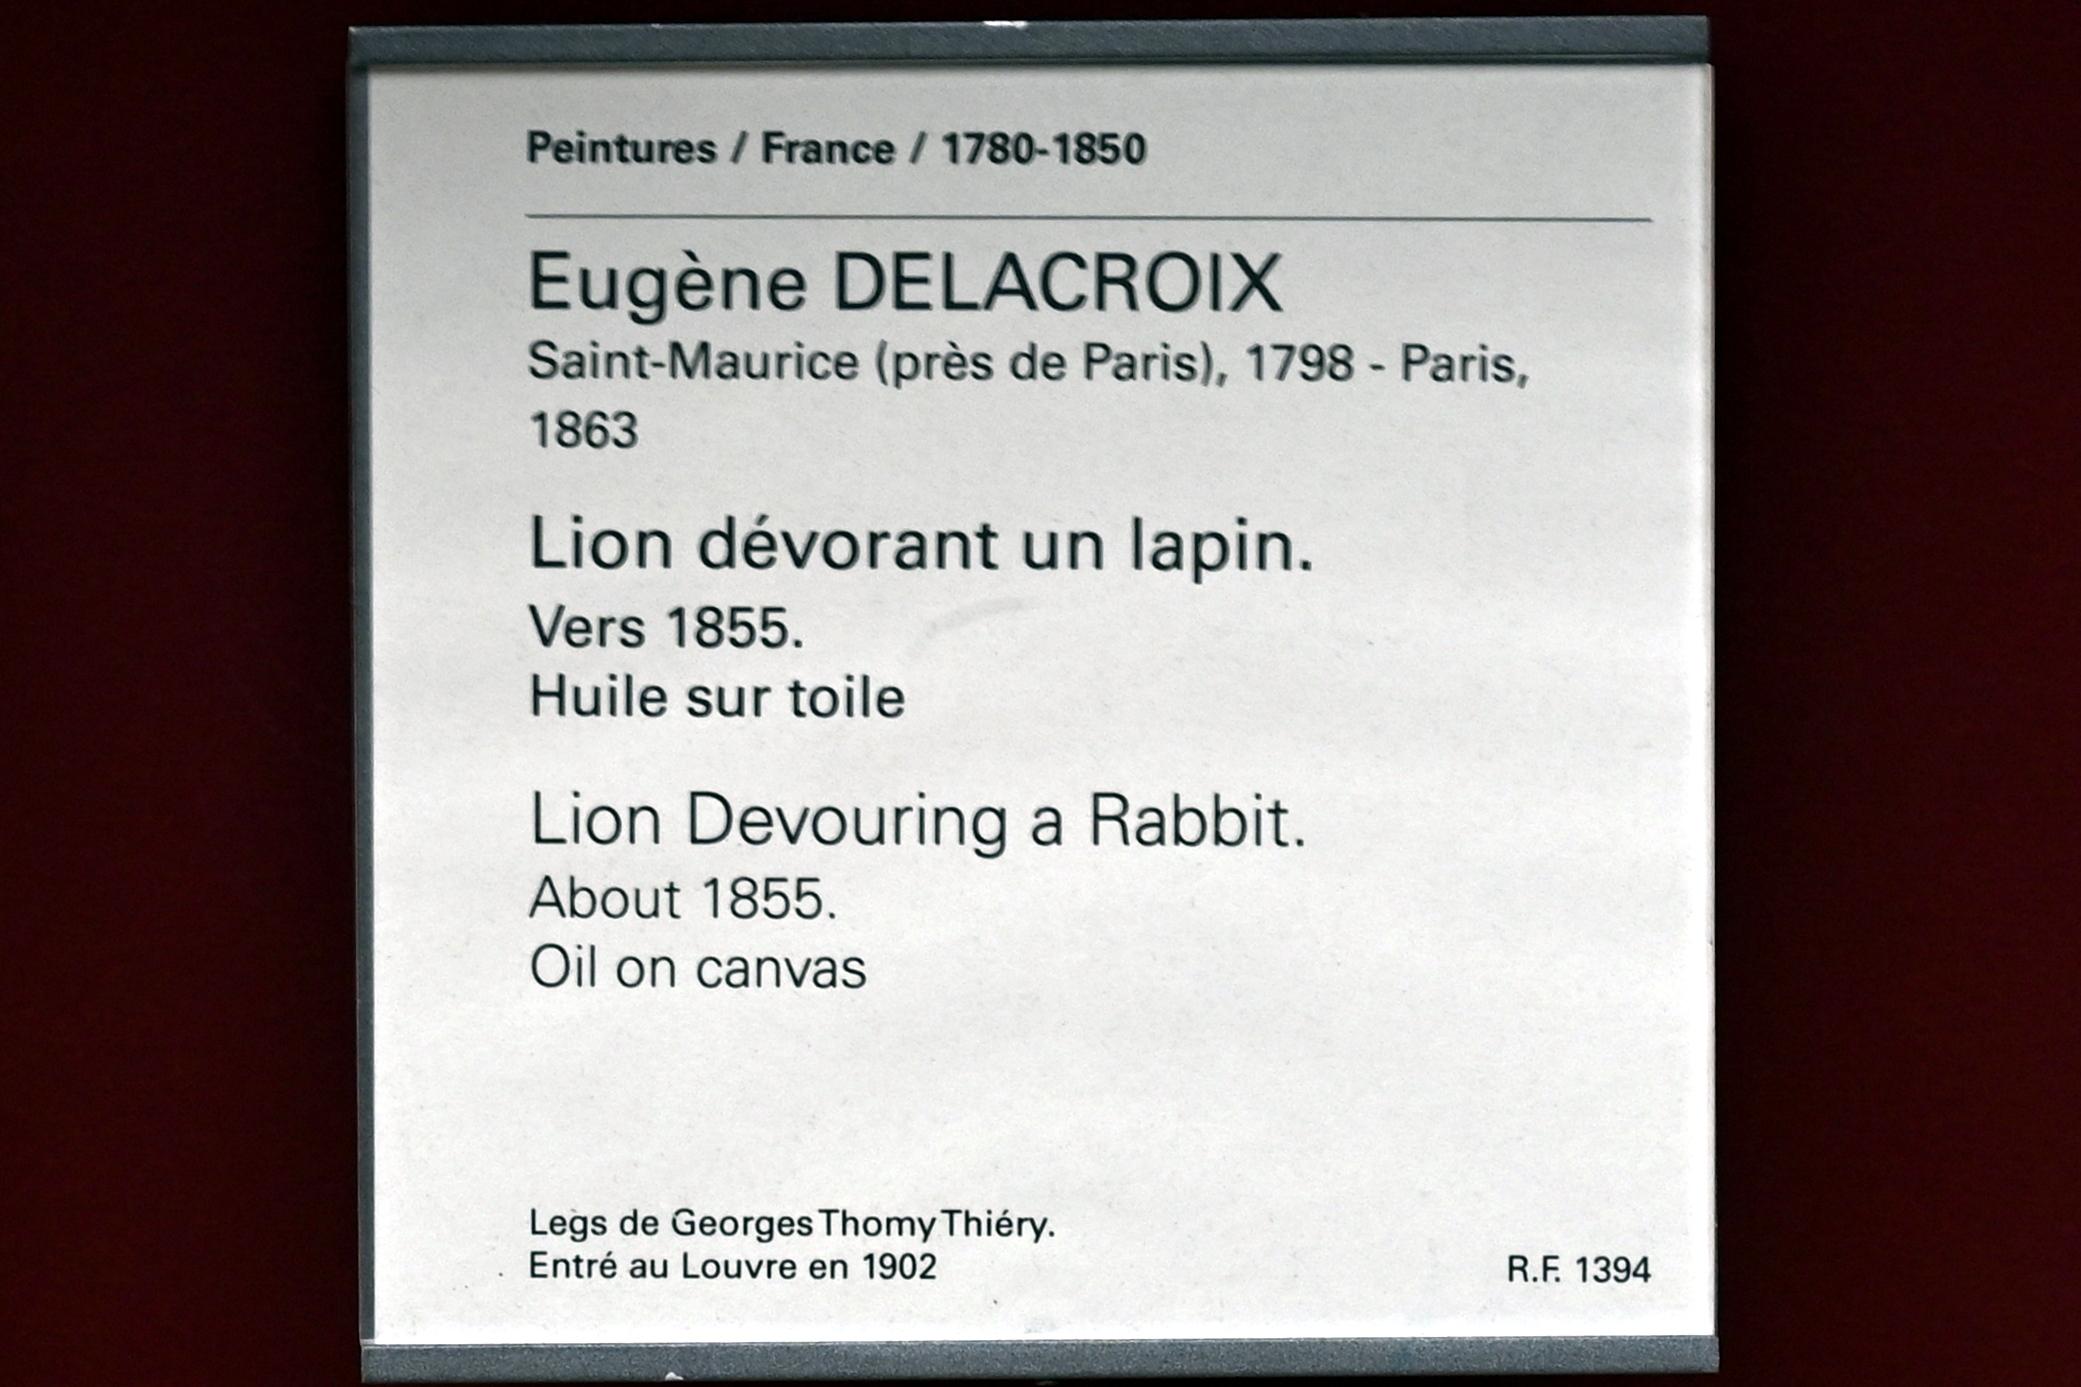 Peintures / France / 1780-1850
Eugène DELACROIX
Saint-Maurice (près de Paris), 1798 - Paris,
1863
Lion dévorant un lapin.
Vers 1855.
Huile sur toile
Lion Devouring a Rabbit.
About 1855.
Oil on canvas
Legs de Georges Thomy Thiéry.
Entré au Louvre en 1902
R.F. 1394